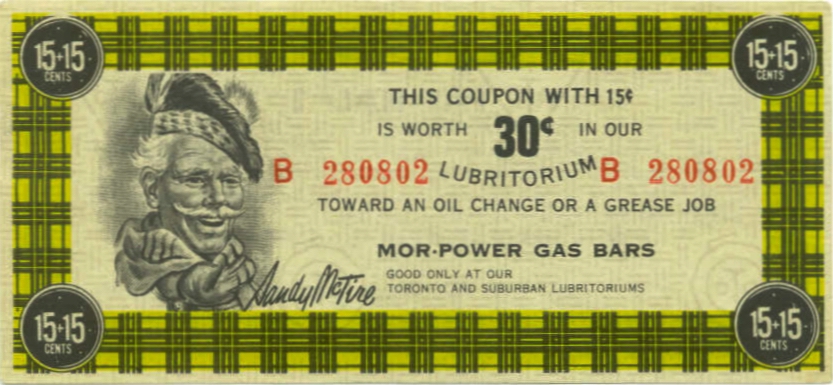 15+15
CENTS
15+15
CENTS
THIS COUPON WITH 15¢
IS WORTH 30¢ IN OUR
B 280802 LUBRITORIUM B 280802
TOWARD AN OIL CHANGE OR A GREASE JOB
MOR-POWER GAS BARS
Sandy McTire
GOOD ONLY AT OUR
TORONTO AND SUBURBAN LUBRITORIUMS
15+15
CENTS
15+15
CENTS